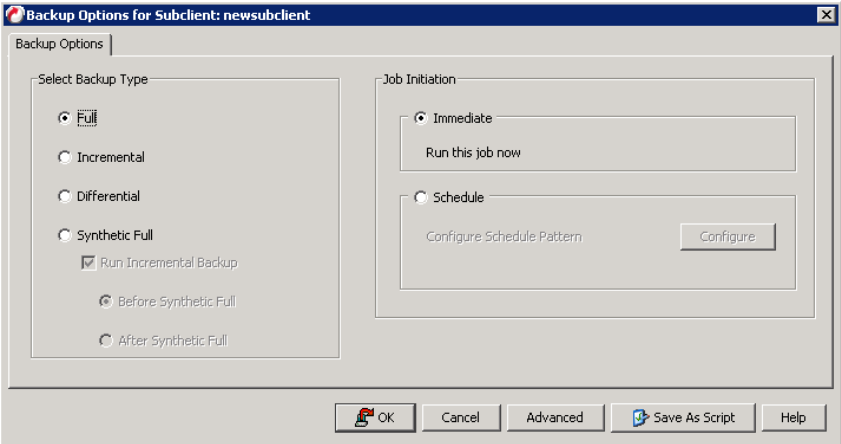 Backup Options for Subclient: newsubclient
Backup Options
Select Backup Type
Full
Incremental
Differential
Synthetic Full
Run Incremental Backup
Before Synthetic Full
After Synthetic Full
Job Initiation
Immediate
Run this job now
Schedule
Configure Schedule Pattern
Configure
OK
Cancel
Advanced
Save As Script
Help